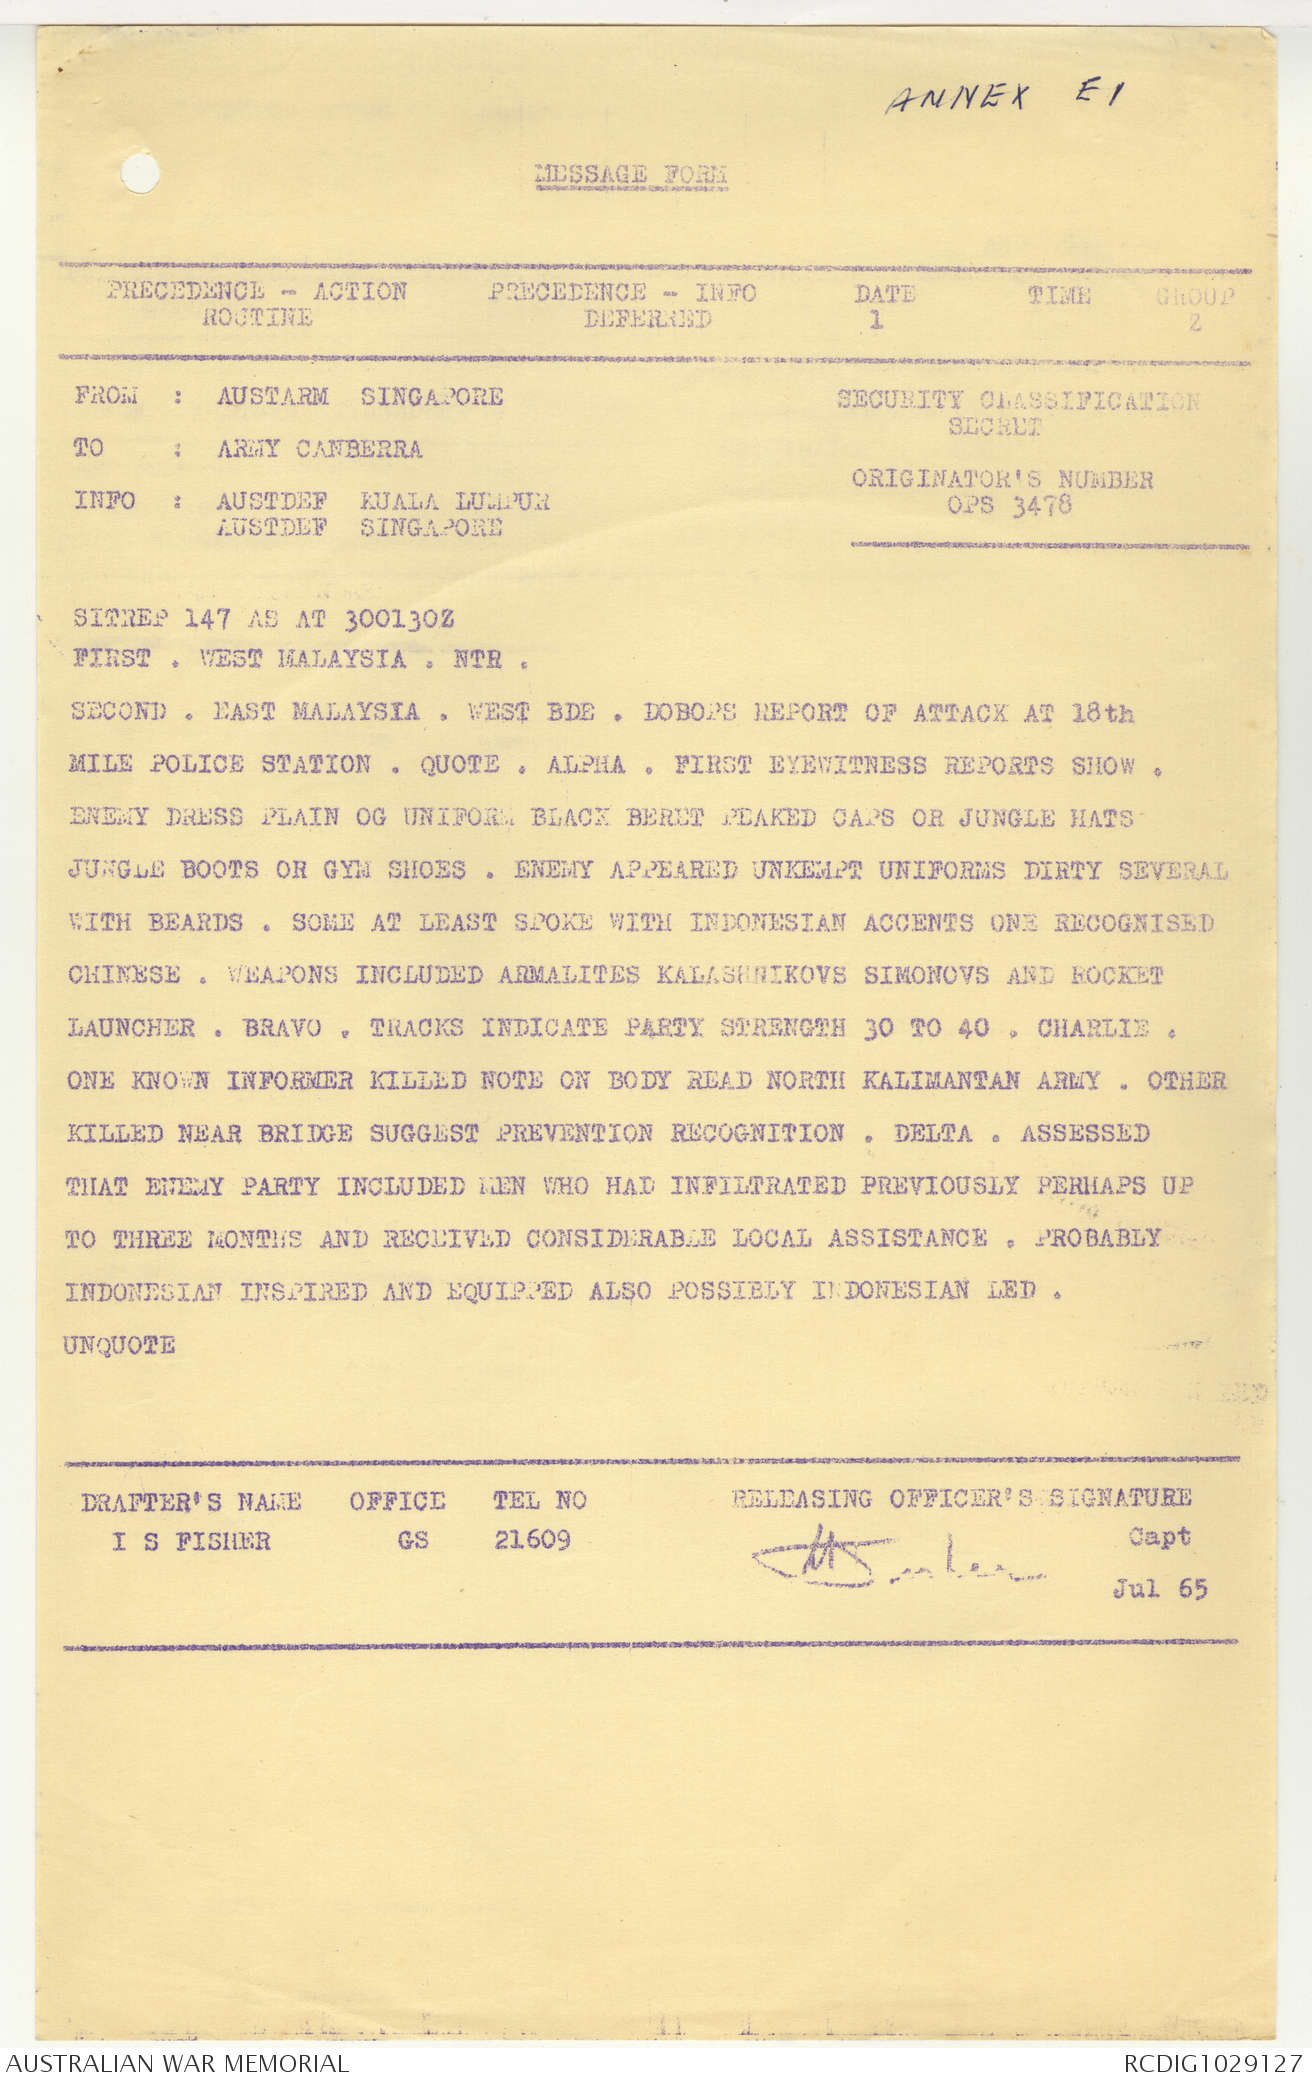 ANNEX E1
MESSAGE FORM
PRECEDENCE - ACTION PRECEDENCE - INFO DATE TIME GROUP
ROUTINE DEFERRED 1 2
FROM : AUSTARM SINGAPORE
SECURITY CLASSIFICATION
SECRET
TO : ARMY CANBERRA
ORIGINATOR'S NUMBER
OPS 3478
INFO : AUSTDEF KUALA LUMPUR
AUSTDEF SINGAPORE
SITREP 147 AS AT 300130Z
FIRST . WEST MALAYSIA . NTR .
SECOND . EAST MALAYSIA . WEST BDE . DOBOPS REPORT OF ATTACK AT 18th
MILE POLICE STATION . QUOTE . ALPHA . FIRST EYEWITNESS REPORTS SHOW .
ENEMY DRESS PLAIN OG UNIFORM BLACK BERET PEAKED CAPS OR JUNGLE HATS
JUNGLE BOOTS OR GYM SHOES . ENEMY APPEARED UNKEMPT UNIFORMS DIRTY SEVERAL
WITH BEARDS . SOME AT LEAST SPOKE WITH INDONESIAN ACCENTS ONE RECOGNISED
CHINESE . WEAPONS INCLUDED ARMALITES KALASHNIKOVS SIMONOVS AND ROCKET
LAUNCHER . BRAVO . TRACKS INDICATE PARTY STRENGTH 30 TO 40 . CHARLIE .
ONE KNOWN INFORMER KILLED NOTE ON BODY READ NORTH KALIMANTAN ARMY . OTHER
KILLED NEAR BRIDGE SUGGEST PREVENTION RECOGNITION . DELTA . ASSESSED
THAT ENEMY PARTY INCLUDED MEN WHO HAD INFILTRATED PREVIOUSLY PERHAPS UP
TO THREE MONTHS AND RECEIVED CONSIDERABLE LOCAL ASSISTANCE . PROBABLY
INDONESIAN INSPIRED AND EQUIPPED ALSO POSSIBLY INDONESIAN LED .
UNQUOTE
DRAFTER'S NAME OFFICE TEL NO RELEASING OFFICER'S SIGNATURE
I S FISHER GS 21609 Capt
Jul 65
AUSTRALIAN WAR MEMORIAL RCDIG1029127